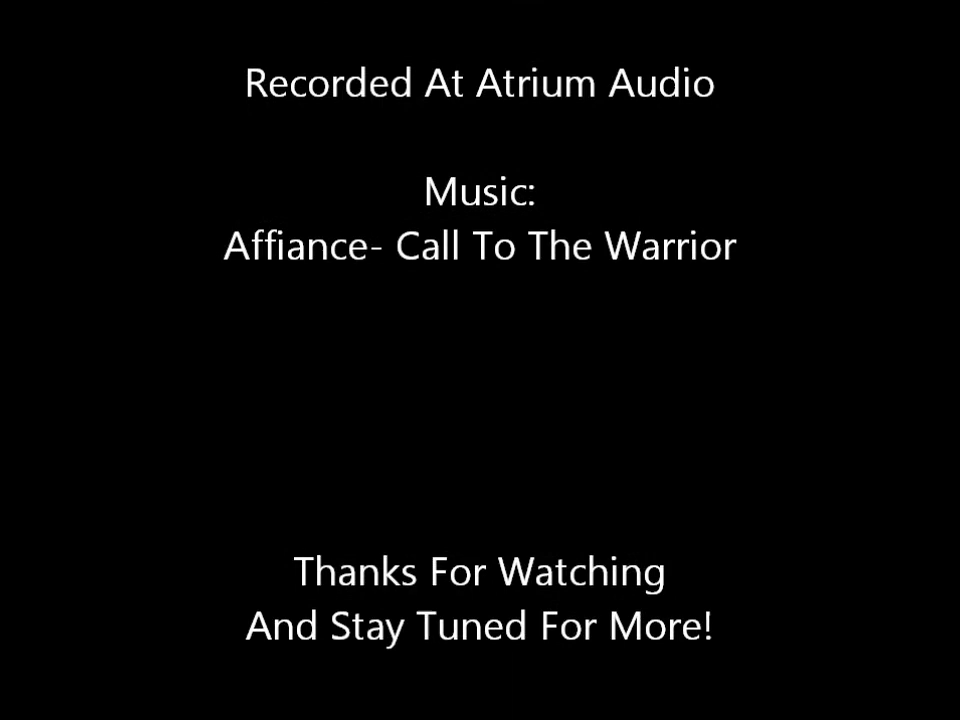 Recorded At Atrium Audio
Music:
Affiance- Call To The Warrior
Thanks For Watching
And Stay Tuned For More!